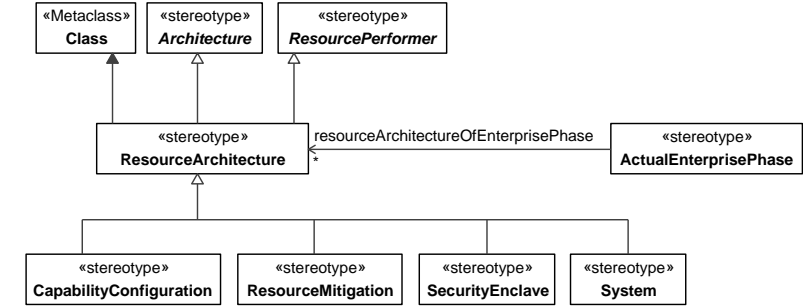 «Metaclass»
Class
«stereotype»
Architecture
«stereotype»
ResourcePerformer
«stereotype»
ResourceArchitecture
resourceArchitectureOfEnterprisePhase
*
«stereotype»
ActualEnterprisePhase
«stereotype»
CapabilityConfiguration
«stereotype»
ResourceMitigation
«stereotype»
SecurityEnclave
«stereotype»
System